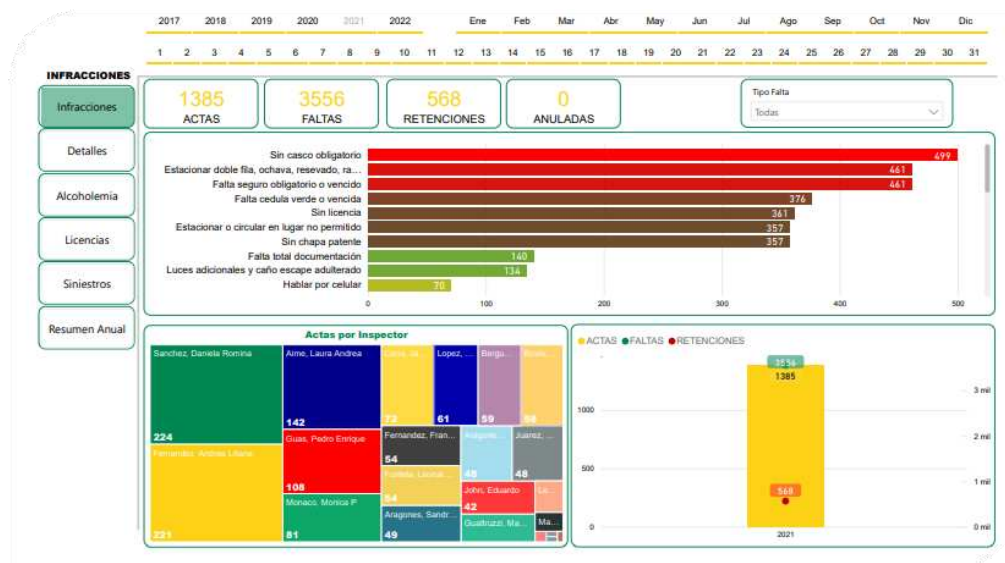 2017 2018 2019 2020 2021 2022 Ene Feb Mar Abr May Jun Jul Ago Sep Oct Nov Dic
1 2 3 4 5 6 7 8 9 10 11 12 13 14 15 16 17 18 19 20 21 22 23 24 25 26 27 28 29 30 31
INFRACCIONES
Infracciones
Detalles
Alcoholemia
Licencias
Siniestros
Resumen Anual
1385
ACTAS
3556
FALTAS
568
RETENCIONES
0
ANULADAS
Tipo Falta
Todas
Sin casco obligatorio 499
Estacionar doble fila, ochava, resevado, ra... 461
Falta seguro obligatorio o vencido 461
Falta cedula verde o vencida 376
Sin licencia 361
Estacionar o circular en lugar no permitido 357
Sin chapa patente 357
Falta total documentación 140
Luces adicionales y caño escape adulterado 134
Hablar por celular 70
0 100 200 300 400 500
Actas por Inspector
Sanchez, Daniela Romina
224
Fernandez, Andrea Liliana
221
Aime, Laura Andrea
142
Guas, Pedro Enrique
108
Monaco, Monica P
81
Lopez, ...
61
Bergu...
59
Fernandez, Fran...
54
54
Aragones, Sandr...
49
48
Juarez, ...
48
John, Eduardo
42
Gualtruzzi, Ma...
Ma...
ACTAS FALTAS RETENCIONES
3556
1385
568
1000
500
0
3 mil
2 mil
1 mil
0 mil
2021